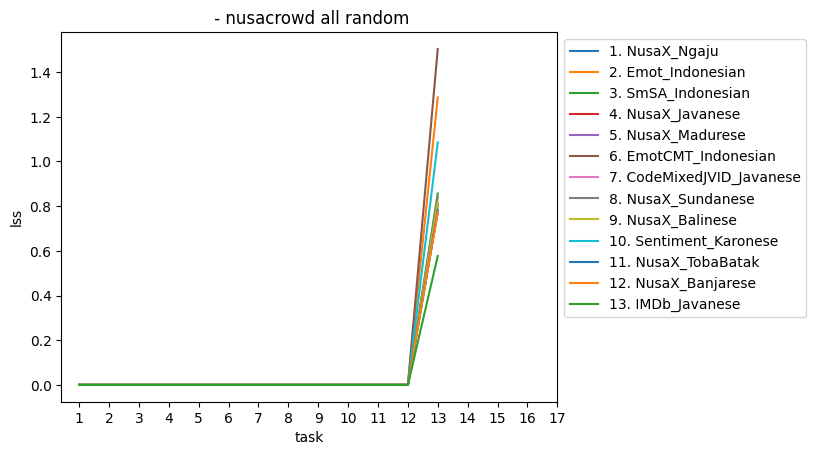 - nusacrowd all random
1. NusaX_Ngaju
2. Emot_Indonesian
3. SmSA_Indonesian
4. NusaX_Javanese
5. NusaX_Madurese
6. EmotCMT_Indonesian
7. CodeMixedJVID_Javanese
8. NusaX_Sundanese
9. NusaX_Balinese
10. Sentiment_Karonese
11. NusaX_TobaBatak
12. NusaX_Banjarese
13. IMDb_Javanese
lss
1.4
1.2
1.0
0.8
0.6
0.4
0.2
0.0
1 2 3 4 5 6 7 8 9 10 11 12 13 14 15 16 17
task